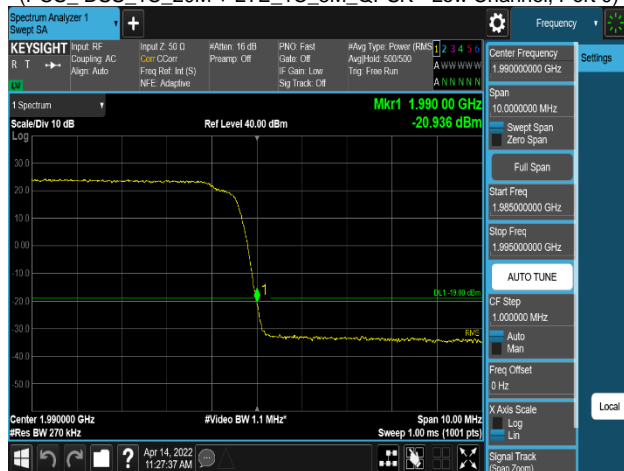 Spectrum Analyzer 1
Swept SA
+
Frequency
KEYSIGHT
R T
LW
Input: RF
Coupling: AC
Align: Auto
Input Z: 50 Ω
Corr CCorr
Freq Ref: Int (S)
NFE: Adaptive
#Atten: 16 dB
Preamp: Off
PNO: Fast
Gate: Off
IF Gain: Low
Sig Track: Off
#Avg Type: Power (RMS
Avg|Hold: 500/500
Trig: Free Run
1 2 3 4 5 6
A W W W W W
A N N N N N
1 Spectrum
Scale/Div 10 dB
Log
Ref Level 40.00 dBm
Mkr1 1.990 00 GHz
-20.936 dBm
30.0
20.0
10.0
0.00
-10.0
-20.0
-30.0
-40.0
-50.0
1
DL1 -19.00 dBm
RMS
Center 1.990000 GHz
#Res BW 270 kHz
#Video BW 1.1 MHz*
Span 10.00 MHz
Sweep 1.00 ms (1001 pts)
?
Apr 14, 2022
11:27:37 AM
Center Frequency
1.990000000 GHz
Span
10.0000000 MHz
Swept Span
Zero Span
Full Span
Start Freq
1.985000000 GHz
Stop Freq
1.995000000 GHz
AUTO TUNE
CF Step
1.000000 MHz
Auto
Man
Freq Offset
0 Hz
X Axis Scale
Log
Lin
Signal Track
(Span Zoom)
Settings
Local